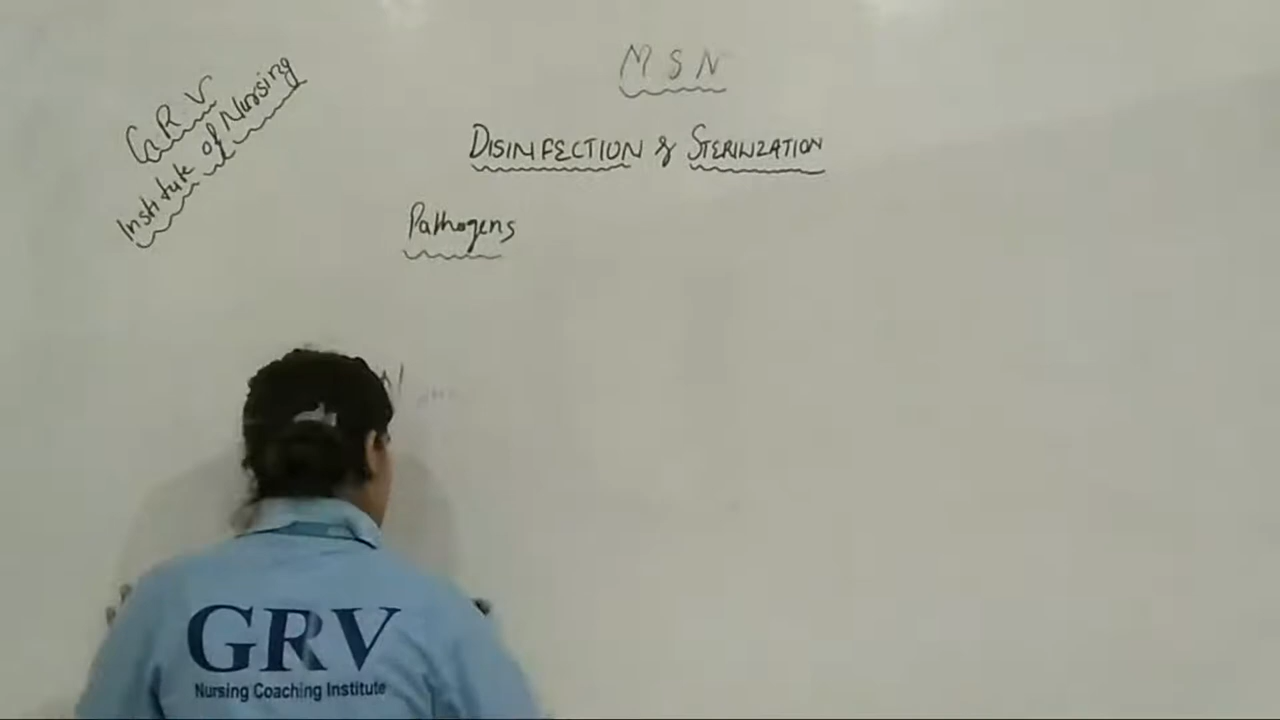 GRV
Institute of Nursing
MSN
DISINFECTION & STERILIZATION
Pathogens
GRV
Nursing Coaching Institute